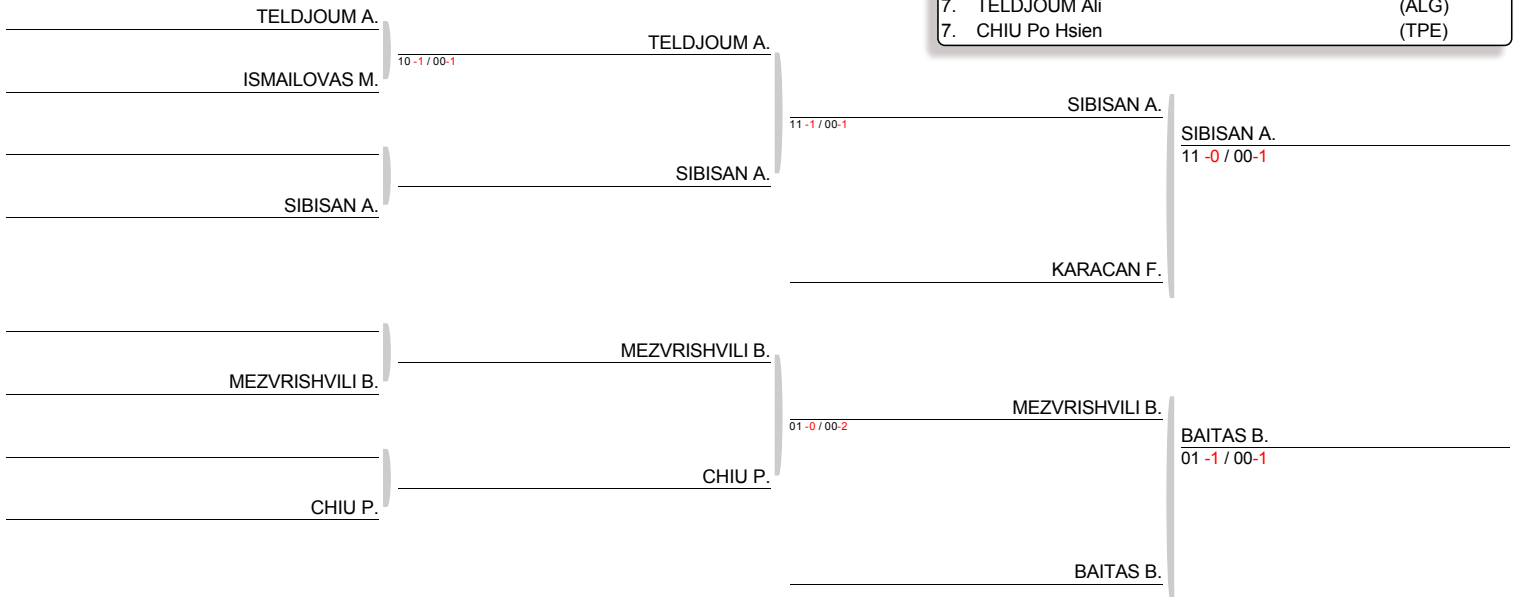 7. TELDJOUM Ali (ALG)
7. CHIU Po Hsien (TPE)
TELDJOUM A.
ISMAILOVAS M.
SIBISAN A.
MEZVRISHVILI B.
CHIU P.
TELDJOUM A.
10 -1 / 00-1
SIBISAN A.
MEZVRISHVILI B.
CHIU P.
SIBISAN A.
11 -1 / 00-1
KARACAN F.
MEZVRISHVILI B.
01 -0 / 00-2
BAITAS B.
SIBISAN A.
11 -0 / 00-1
BAITAS B.
01 -1 / 00-1